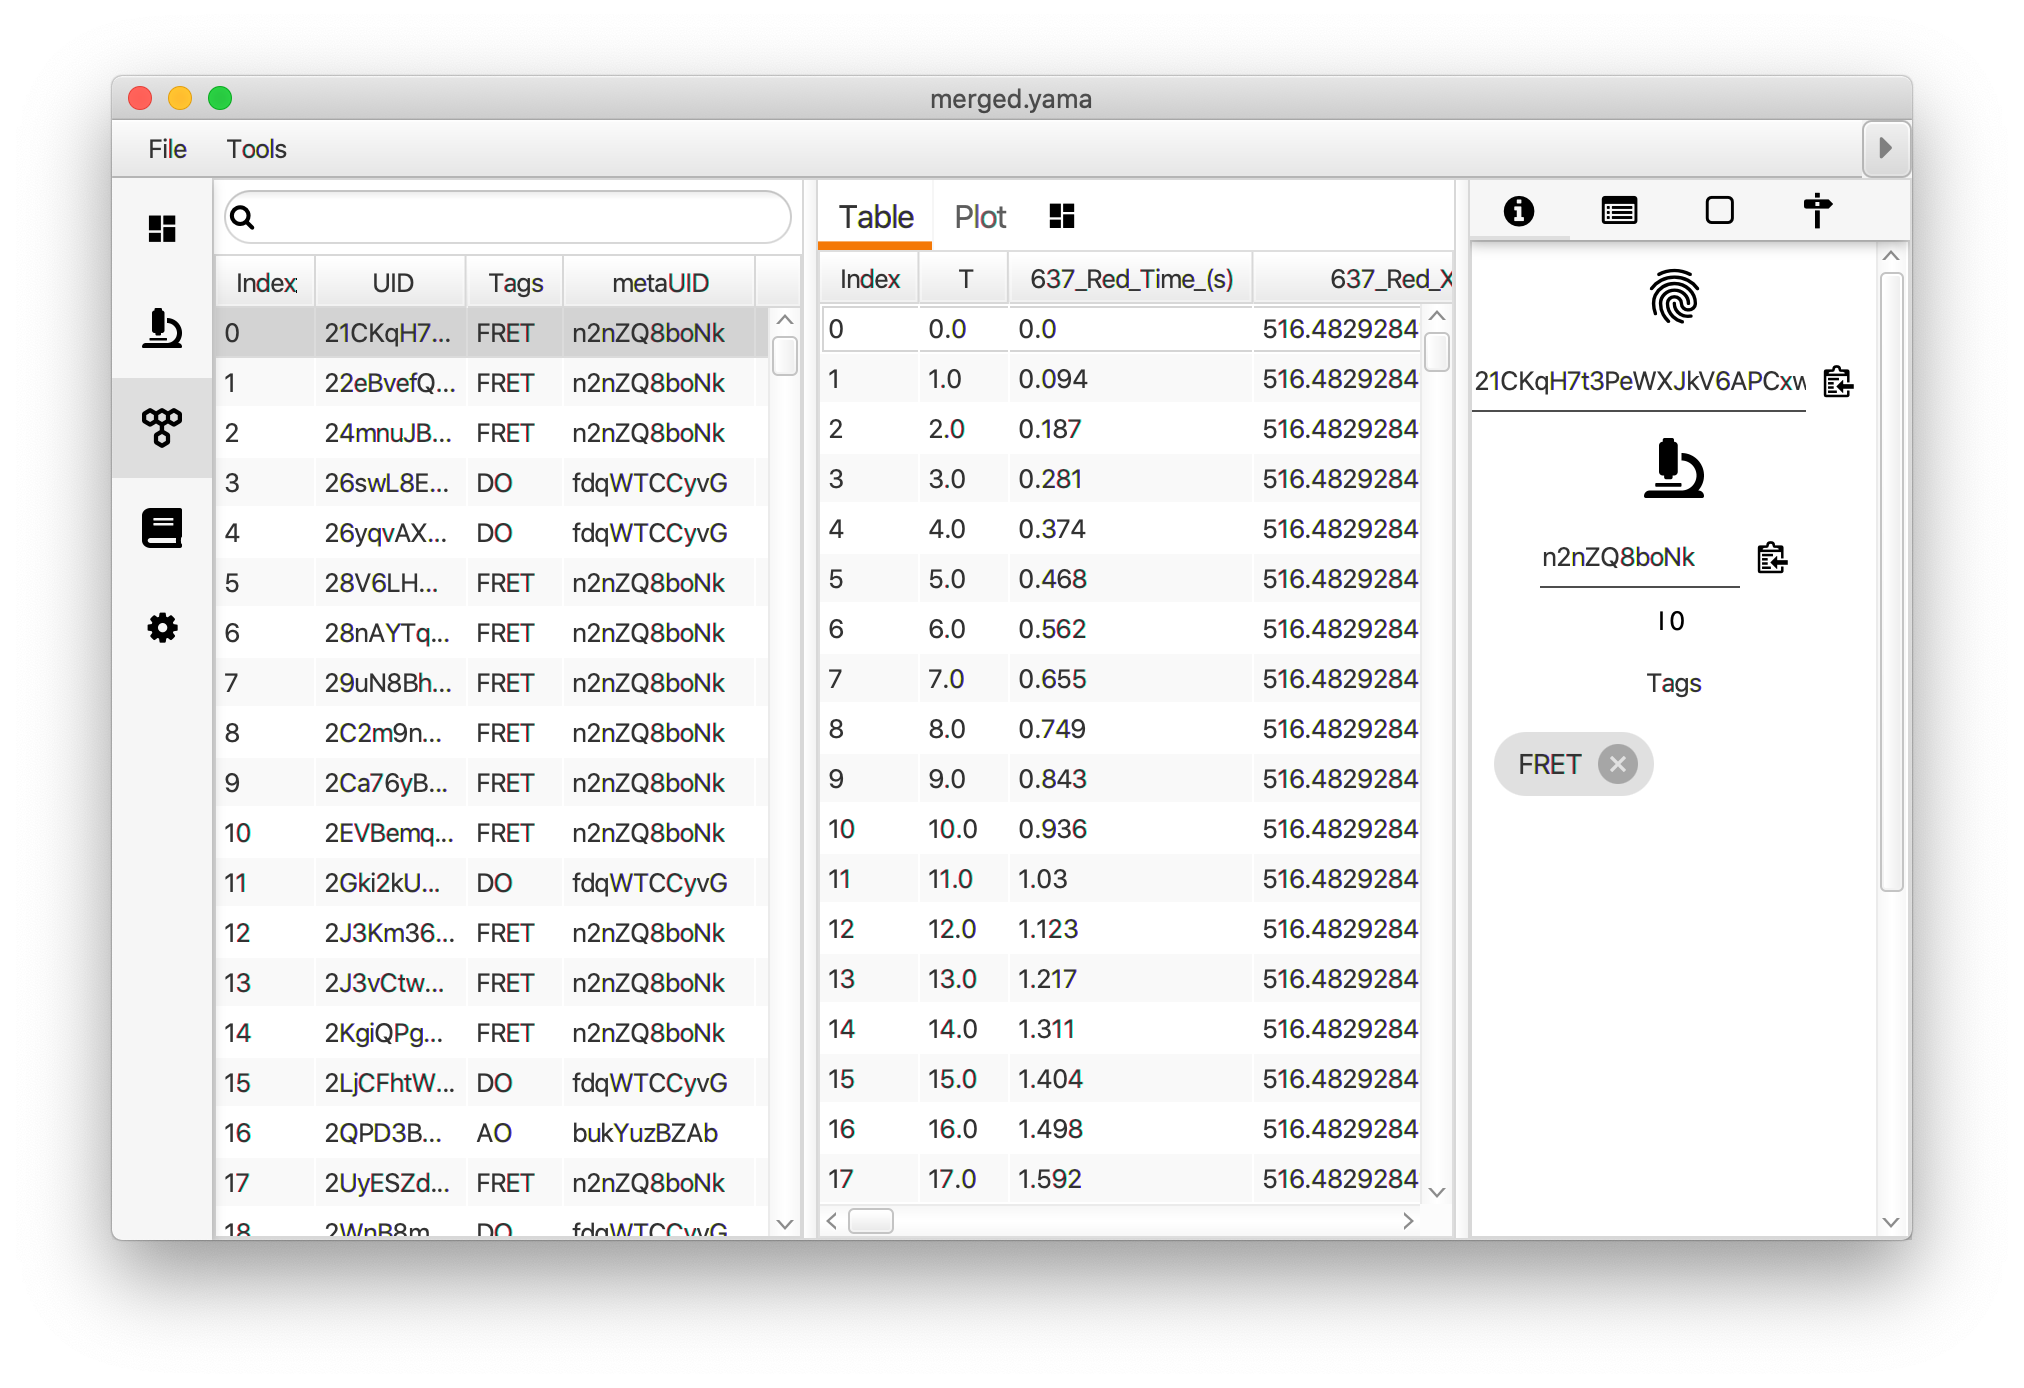 merged.yama
File Tools
Table Plot
Index UID Tags metaUID
Index T 637_Red_Time_(s) 637_Red_X
0 21CKqH7... FRET n2nZQ8boNk
1 22eBvefQ... FRET n2nZQ8boNk
2 24mnuJB... FRET n2nZQ8boNk
3 26swL8E... DO fdqWTCCyvG
4 26yqvAX... DO fdqWTCCyvG
5 28V6LH... FRET n2nZQ8boNk
6 28nAYTq... FRET n2nZQ8boNk
7 29uN8Bh... FRET n2nZQ8boNk
8 2C2m9n... FRET n2nZQ8boNk
9 2Ca76yB... FRET n2nZQ8boNk
10 2EVBemq... FRET n2nZQ8boNk
11 2Gki2kU... DO fdqWTCCyvG
12 2J3Km36... FRET n2nZQ8boNk
13 2J3vCtw... FRET n2nZQ8boNk
14 2KgiQPg... FRET n2nZQ8boNk
15 2LjCFhtW... DO fdqWTCCyvG
16 2QPD3B... AO bukYuzBZAb
17 2UyESZd... FRET n2nZQ8boNk
18 2WnB8m DO fdqWTCCyvG
0 0.0 0.0 516.4829284
1 1.0 0.094 516.4829284
2 2.0 0.187 516.4829284
3 3.0 0.281 516.4829284
4 4.0 0.374 516.4829284
5 5.0 0.468 516.4829284
6 6.0 0.562 516.4829284
7 7.0 0.655 516.4829284
8 8.0 0.749 516.4829284
9 9.0 0.843 516.4829284
10 10.0 0.936 516.4829284
11 11.0 1.03 516.4829284
12 12.0 1.123 516.4829284
13 13.0 1.217 516.4829284
14 14.0 1.311 516.4829284
15 15.0 1.404 516.4829284
16 16.0 1.498 516.4829284
17 17.0 1.592 516.4829284
21CKqH7t3PeWXJkV6APCxw
n2nZQ8boNk
I 0
Tags
FRET